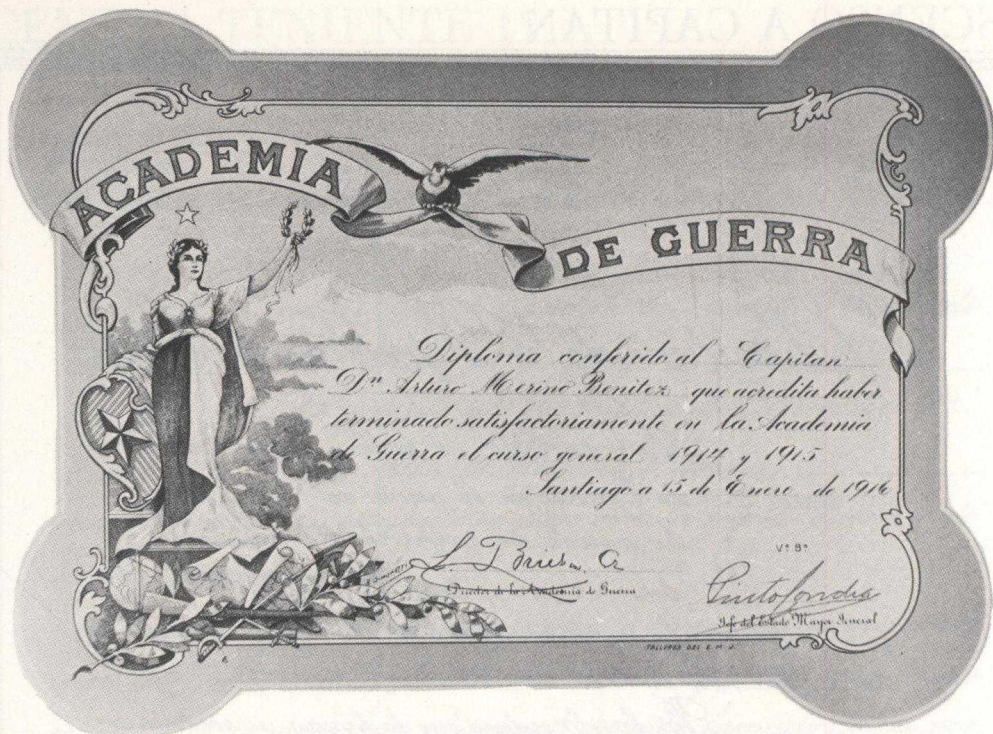 ACADEMIA
DE GUERRA
Diploma conferido al Capitan
Dn Arturo Merino Benitez que acredita haber
terminado satisfactoriamente en la Academia
de Guerra el curso general 1914 y 1915
Santiago a 15 de Enero de 1916
Vº Bº
Director de la Academia de Guerra
Jefe del Estado Mayor Jeneral
TALLERES DEL E. M. J.